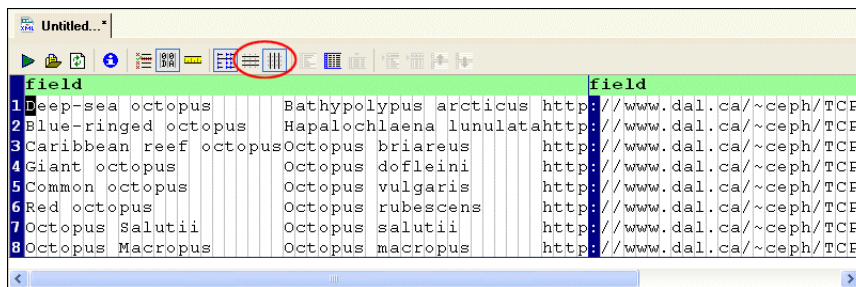 XML Untitled...*
field field
1 Deep-sea octopus Bathypolypus arcticus http://www.dal.ca/~ceph/TCP
2 Blue-ringed octopus Hapalochlaena lunulatahttp://www.dal.ca/~ceph/TCP
3 Caribbean reef octopusOctopus briareus http://www.dal.ca/~ceph/TCP
4 Giant octopus Octopus dofleini http://www.dal.ca/~ceph/TCP
5 Common octopus Octopus vulgaris http://www.dal.ca/~ceph/TCP
6 Red octopus Octopus rubescens http://www.dal.ca/~ceph/TCP
7 Octopus Salutii Octopus salutii http://www.dal.ca/~ceph/TCP
8 Octopus Macropus Octopus macropus http://www.dal.ca/~ceph/TCP